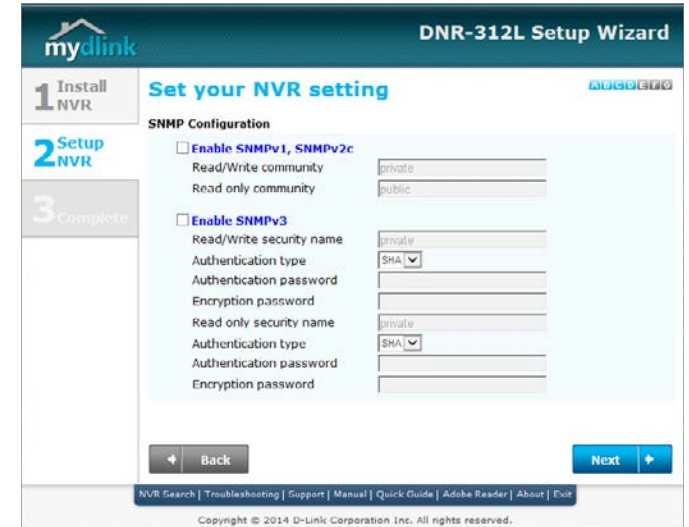 mydlink
DNR-312L Setup Wizard
1 Install NVR
2 Setup NVR
3 Complete
Set your NVR setting
A B C D E F G
SNMP Configuration
Enable SNMPv1, SNMPv2c
Read/Write community private
Read only community public
Enable SNMPv3
Read/Write security name private
Authentication type SHA
Authentication password
Encryption password
Read only security name private
Authentication type SHA
Authentication password
Encryption password
Back
Next
NVR Search | Troubleshooting | Support | Manual | Quick Guide | Adobe Reader | About | Exit
Copyright © 2014 D-Link Corporation Inc. All rights reserved.